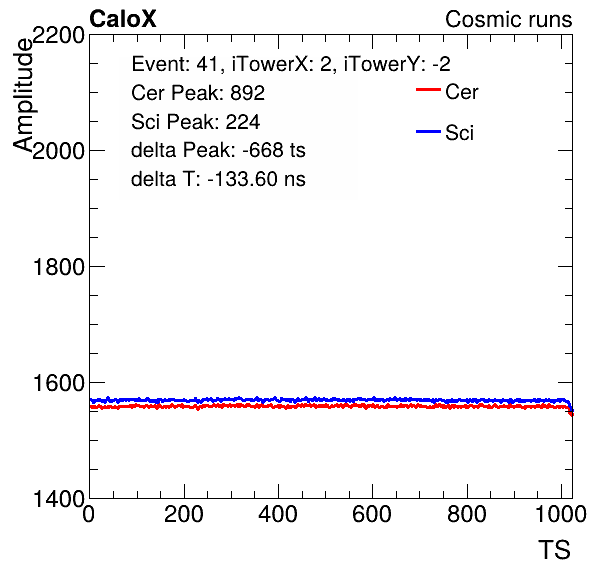 CaloX Cosmic runs
Amplitude
2200
Event: 41, iTowerX: 2, iTowerY: -2
Cer Peak: 892
Sci Peak: 224
delta Peak: -668 ts
delta T: -133.60 ns
Cer
Sci
2000
1800
1600
1400
0 200 400 600 800 1000
TS